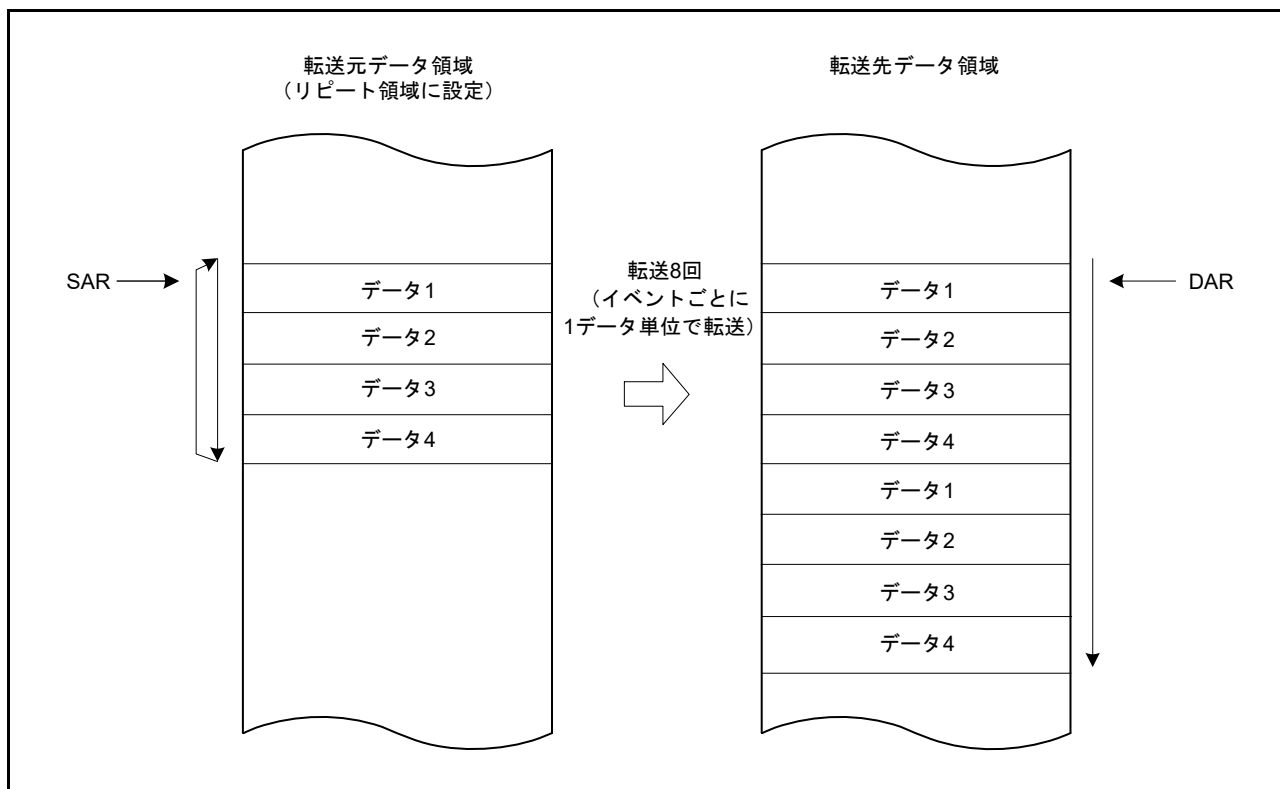 転送元データ領域
（リピート領域に設定）
転送先データ領域
SAR
データ1
データ2
データ3
データ4
転送8回
（イベントごとに
1データ単位で転送）
データ1
データ2
データ3
データ4
データ1
データ2
データ3
データ4
DAR